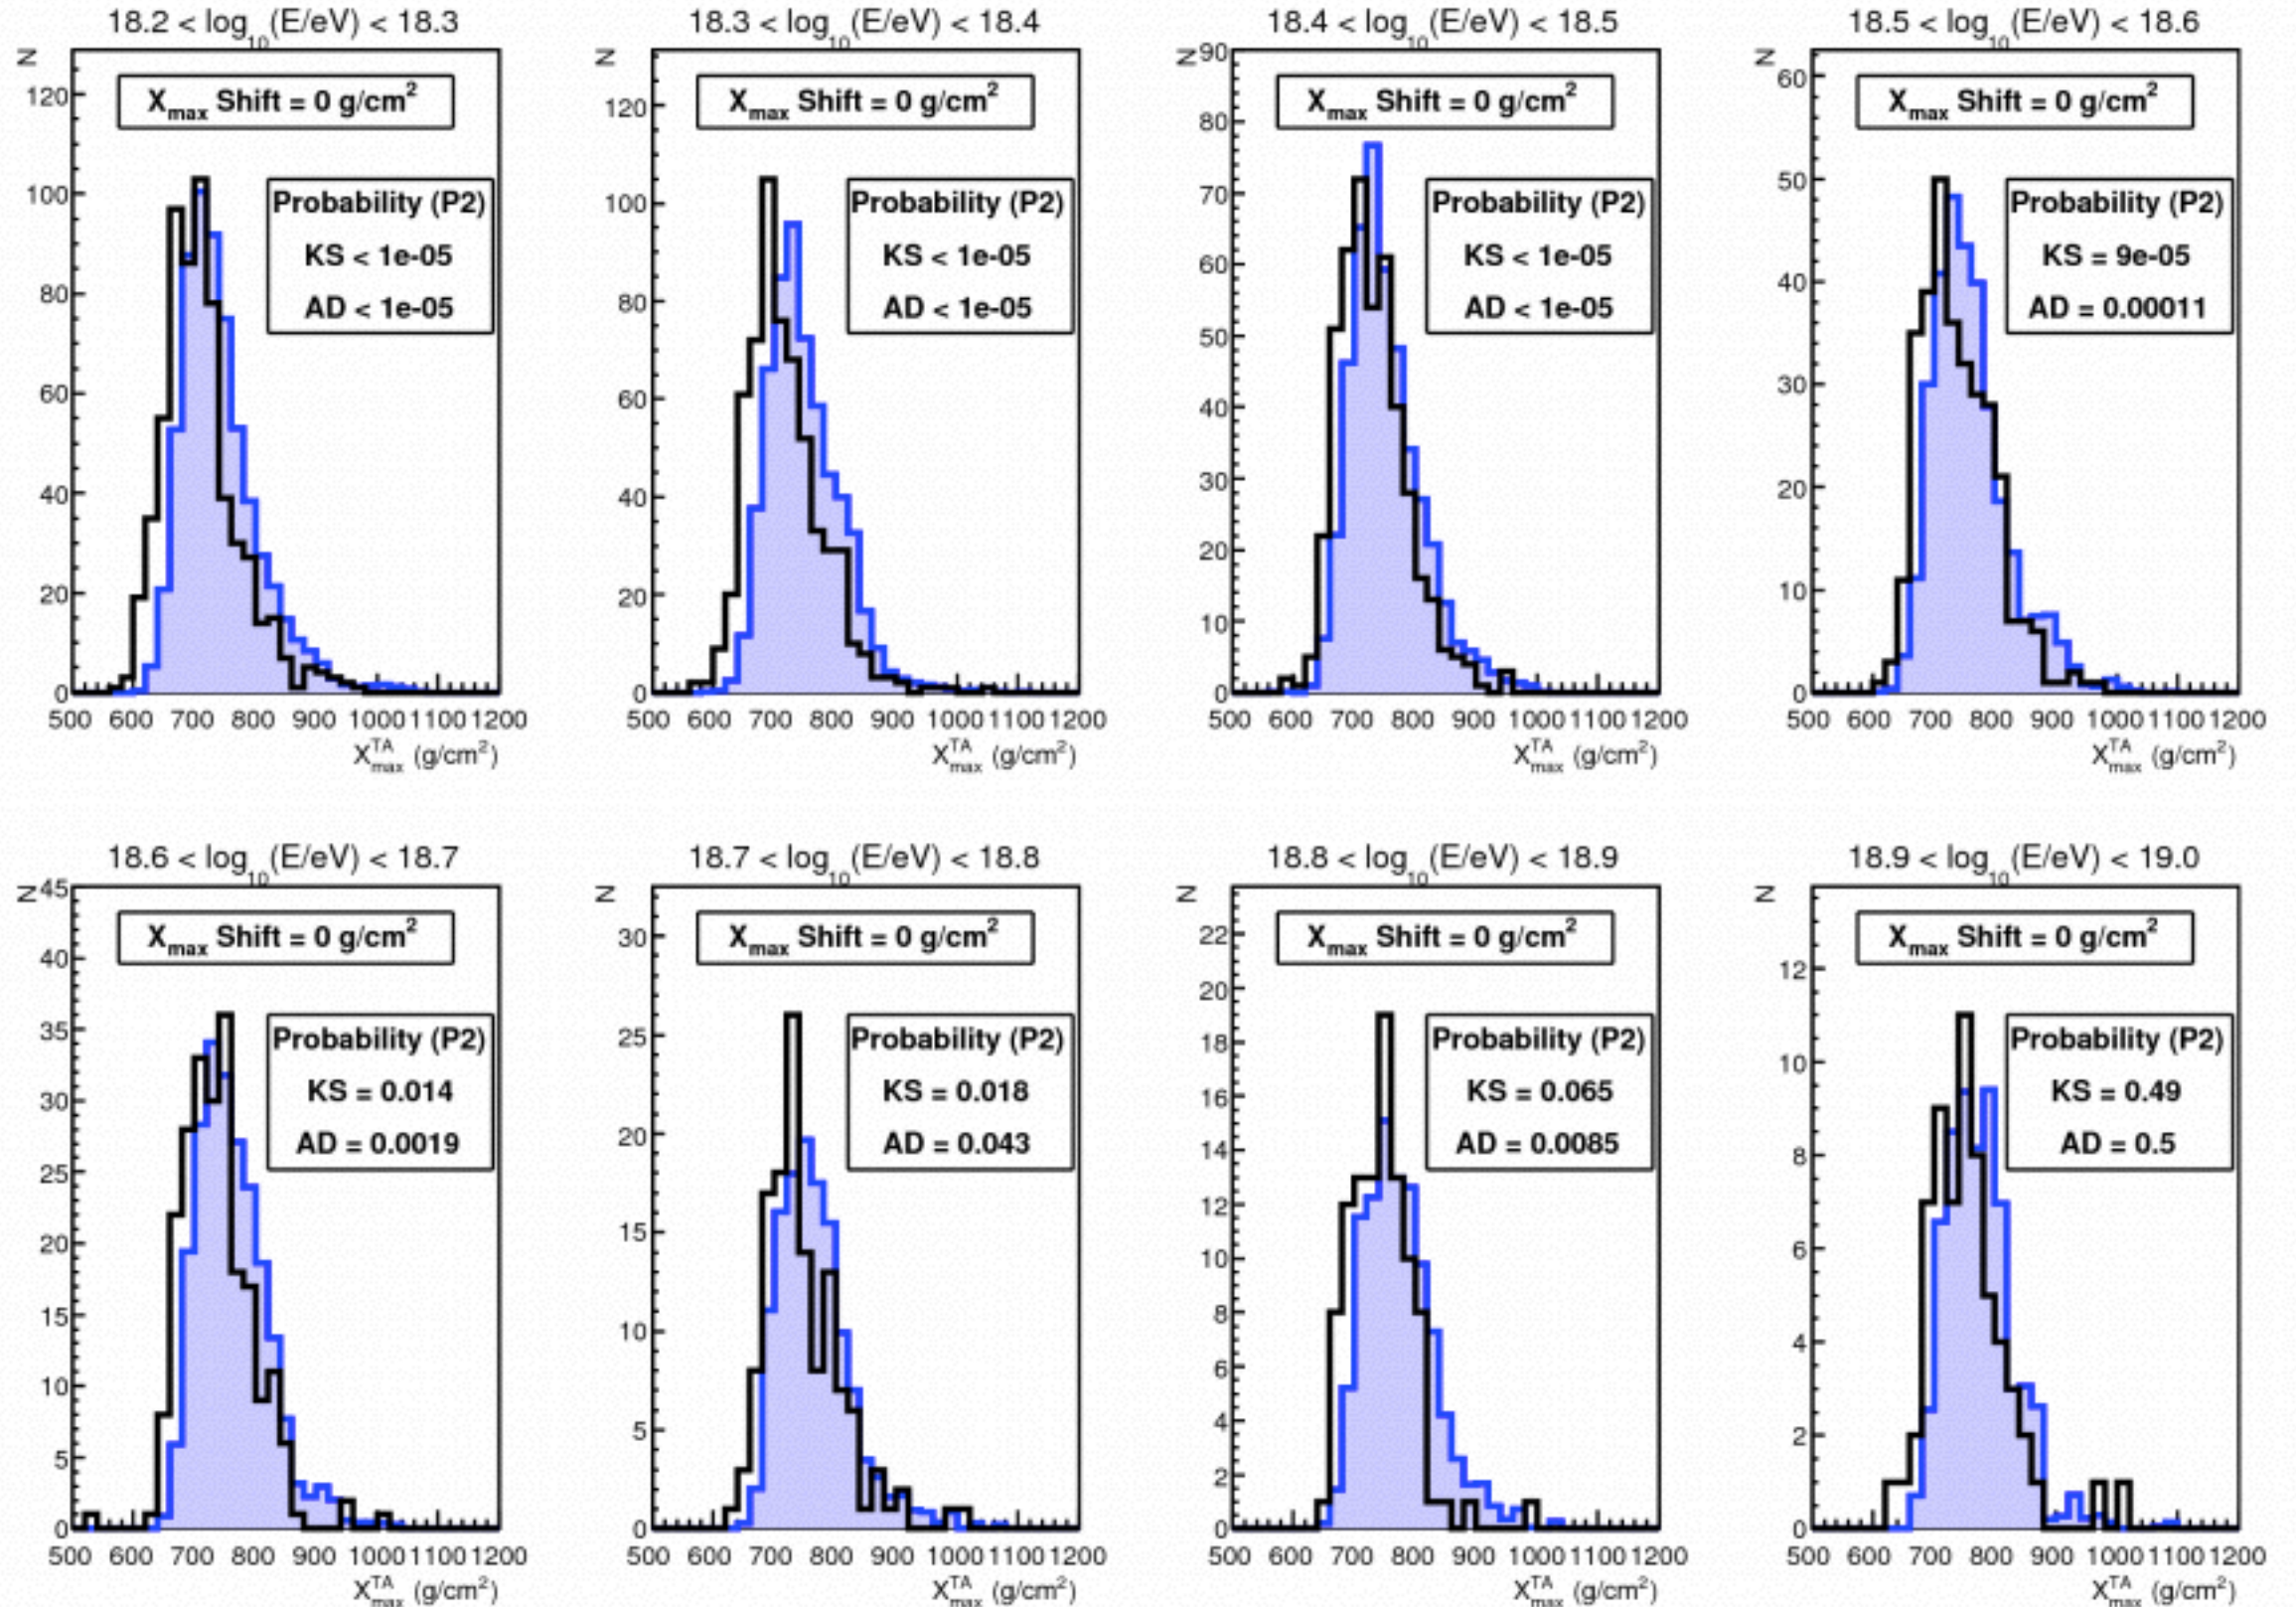 18.2 < log10(E/eV) < 18.3
N
Xmax Shift = 0 g/cm2
Probability (P2)
KS < 1e-05
AD < 1e-05
120
100
80
60
40
20
0
500 600 700 800 900 1000 1100 1200
XTAmax (g/cm2)
18.3 < log10(E/eV) < 18.4
N
Xmax Shift = 0 g/cm2
Probability (P2)
KS < 1e-05
AD < 1e-05
120
100
80
60
40
20
0
500 600 700 800 900 1000 1100 1200
XTAmax (g/cm2)
18.4 < log10(E/eV) < 18.5
N
Xmax Shift = 0 g/cm2
Probability (P2)
KS < 1e-05
AD < 1e-05
90
80
70
60
50
40
30
20
10
0
500 600 700 800 900 1000 1100 1200
XTAmax (g/cm2)
18.5 < log10(E/eV) < 18.6
N
Xmax Shift = 0 g/cm2
Probability (P2)
KS = 9e-05
AD = 0.00011
60
50
40
30
20
10
0
500 600 700 800 900 1000 1100 1200
XTAmax (g/cm2)
18.6 < log10(E/eV) < 18.7
N
Xmax Shift = 0 g/cm2
Probability (P2)
KS = 0.014
AD = 0.0019
45
40
35
30
25
20
15
10
5
0
500 600 700 800 900 1000 1100 1200
XTAmax (g/cm2)
18.7 < log10(E/eV) < 18.8
N
Xmax Shift = 0 g/cm2
Probability (P2)
KS = 0.018
AD = 0.043
30
25
20
15
10
5
0
500 600 700 800 900 1000 1100 1200
XTAmax (g/cm2)
18.8 < log10(E/eV) < 18.9
N
Xmax Shift = 0 g/cm2
Probability (P2)
KS = 0.065
AD = 0.0085
22
20
18
16
14
12
10
8
6
4
2
0
500 600 700 800 900 1000 1100 1200
XTAmax (g/cm2)
18.9 < log10(E/eV) < 19.0
N
Xmax Shift = 0 g/cm2
Probability (P2)
KS = 0.49
AD = 0.5
12
10
8
6
4
2
0
500 600 700 800 900 1000 1100 1200
XTAmax (g/cm2)